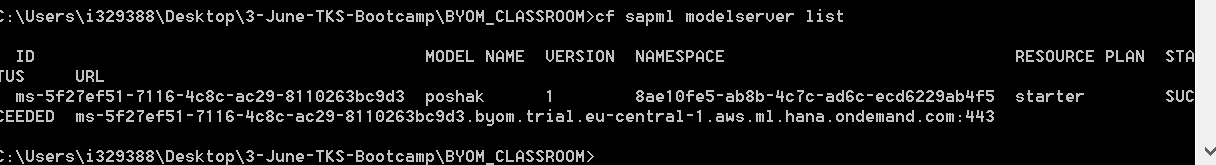 C:\Users\i329388\Desktop\3-June-TKS-Bootcamp\BYOM_CLASSROOM>cf sapml modelserver list
ID MODEL NAME VERSION NAMESPACE RESOURCE PLAN STA
TUS URL
ms-5f27ef51-7116-4c8c-ac29-8110263bc9d3 poshak 1 8ae10fe5-ab8b-4c7c-ad6c-ecd6229ab4f5 starter SUC
CEEDED ms-5f27ef51-7116-4c8c-ac29-8110263bc9d3.byom.trial.eu-central-1.aws.ml.hana.ondemand.com:443
C:\Users\i329388\Desktop\3-June-TKS-Bootcamp\BYOM_CLASSROOM>